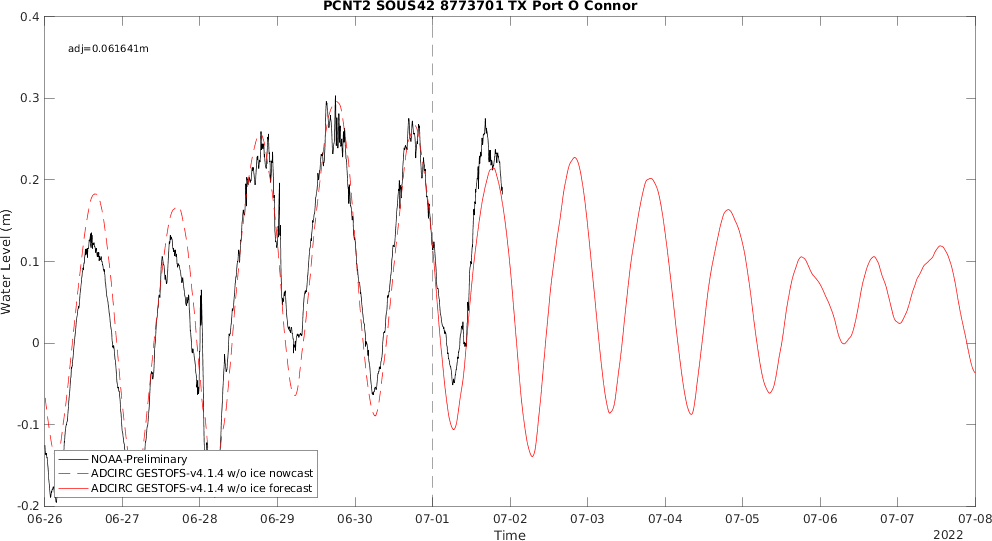 PCNT2 SOUS42 8773701 TX Port O Connor
0.4
adj=0.061641m
0.3
0.2
0.1
0
-0.1
-0.2
Water Level (m)
NOAA-Preliminary
ADCIRC GESTOFS-v4.1.4 w/o ice nowcast
ADCIRC GESTOFS-v4.1.4 w/o ice forecast
06-26 06-27 06-28 06-29 06-30 07-01 07-02 07-03 07-04 07-05 07-06 07-07 07-08
Time
2022